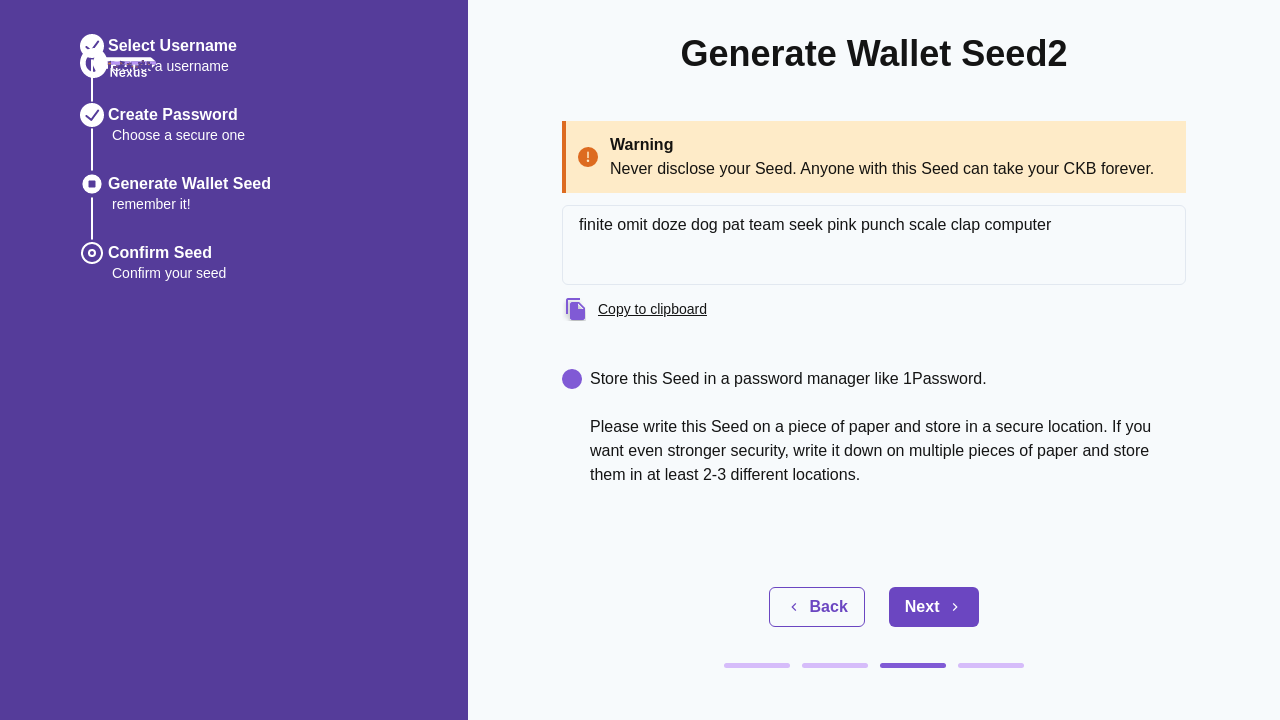 Select Username
a username
Nexus
Create Password
Choose a secure one
Generate Wallet Seed
remember it!
Confirm Seed
Confirm your seed
Generate Wallet Seed2
Warning
Never disclose your Seed. Anyone with this Seed can take your CKB forever.
finite omit doze dog pat team seek pink punch scale clap computer
Copy to clipboard
Store this Seed in a password manager like 1Password.
Please write this Seed on a piece of paper and store in a secure location. If you
want even stronger security, write it down on multiple pieces of paper and store
them in at least 2-3 different locations.
Back
Next